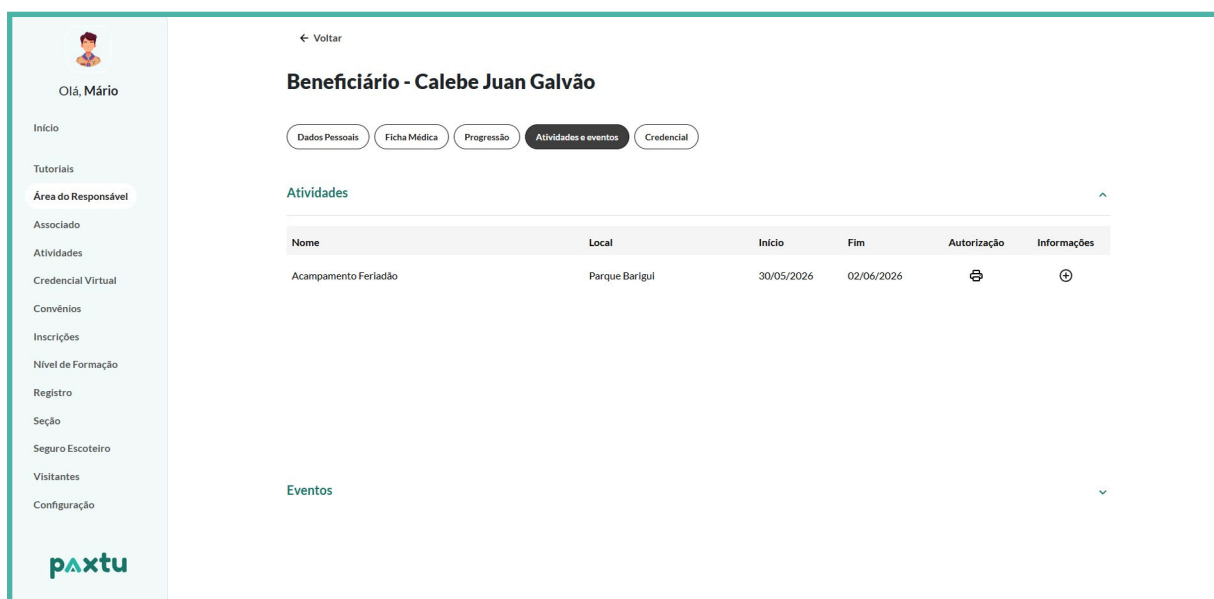 Olá, Mário
Início
Tutoriais
Área do Responsável
Associado
Atividades
Credencial Virtual
Convênios
Inscrições
Nível de Formação
Registro
Seção
Seguro Escoteiro
Visitantes
Configuração
paxtu
← Voltar
Beneficiário - Calebe Juan Galvão
Dados Pessoais Ficha Médica Progressão Atividades e eventos Credencial
Atividades
Nome Local Início Fim Autorização Informações
Acampamento Feriadão Parque Barigui 30/05/2026 02/06/2026
Eventos